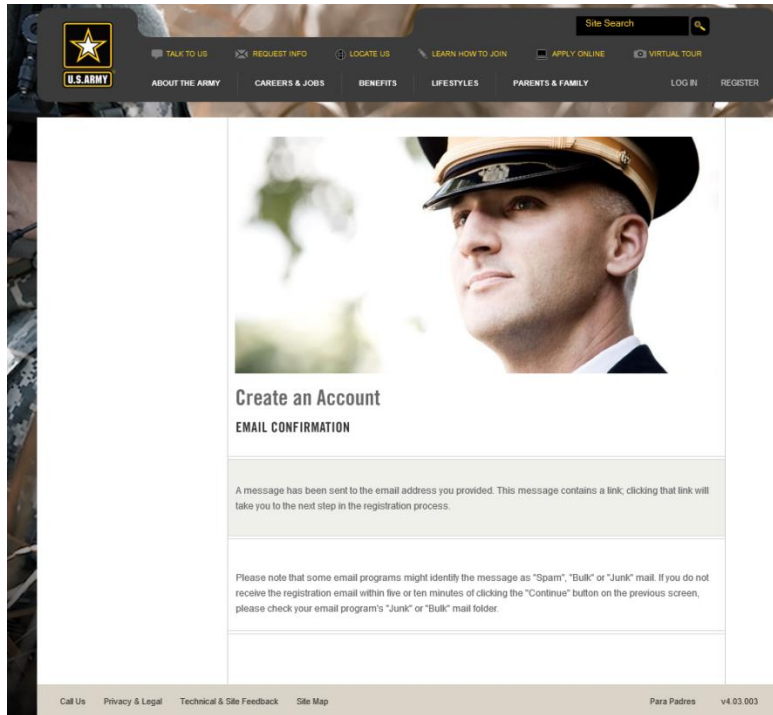 Site Search
TALK TO US REQUEST INFO LOCATE US LEARN HOW TO JOIN APPLY ONLINE VIRTUAL TOUR
U.S.ARMY
ABOUT THE ARMY CAREERS & JOBS BENEFITS LIFESTYLES PARENTS & FAMILY LOG IN REGISTER
Create an Account
EMAIL CONFIRMATION
A message has been sent to the email address you provided. This message contains a link; clicking that link will
take you to the next step in the registration process.
Please note that some email programs might identify the message as "Spam", "Bulk" or "Junk" mail. If you do not
receive the registration email within five or ten minutes of clicking the "Continue" button on the previous screen,
please check your email program's "Junk" or "Bulk" mail folder.
Call Us Privacy & Legal Technical & Site Feedback Site Map Para Padres v4.03.003